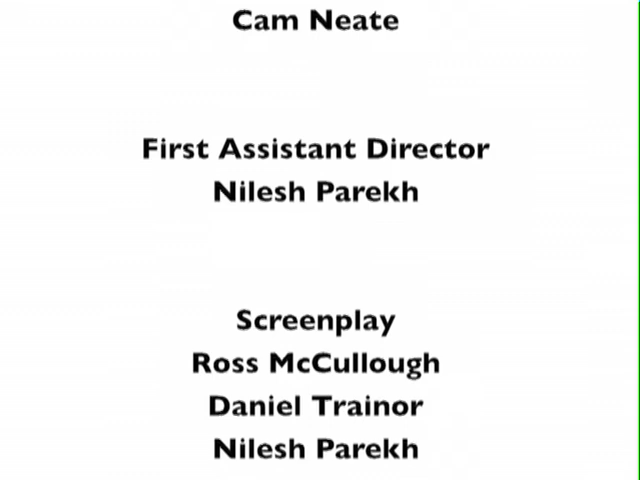 Cam Neate
First Assistant Director
Nilesh Parekh
Screenplay
Ross McCullough
Daniel Trainor
Nilesh Parekh